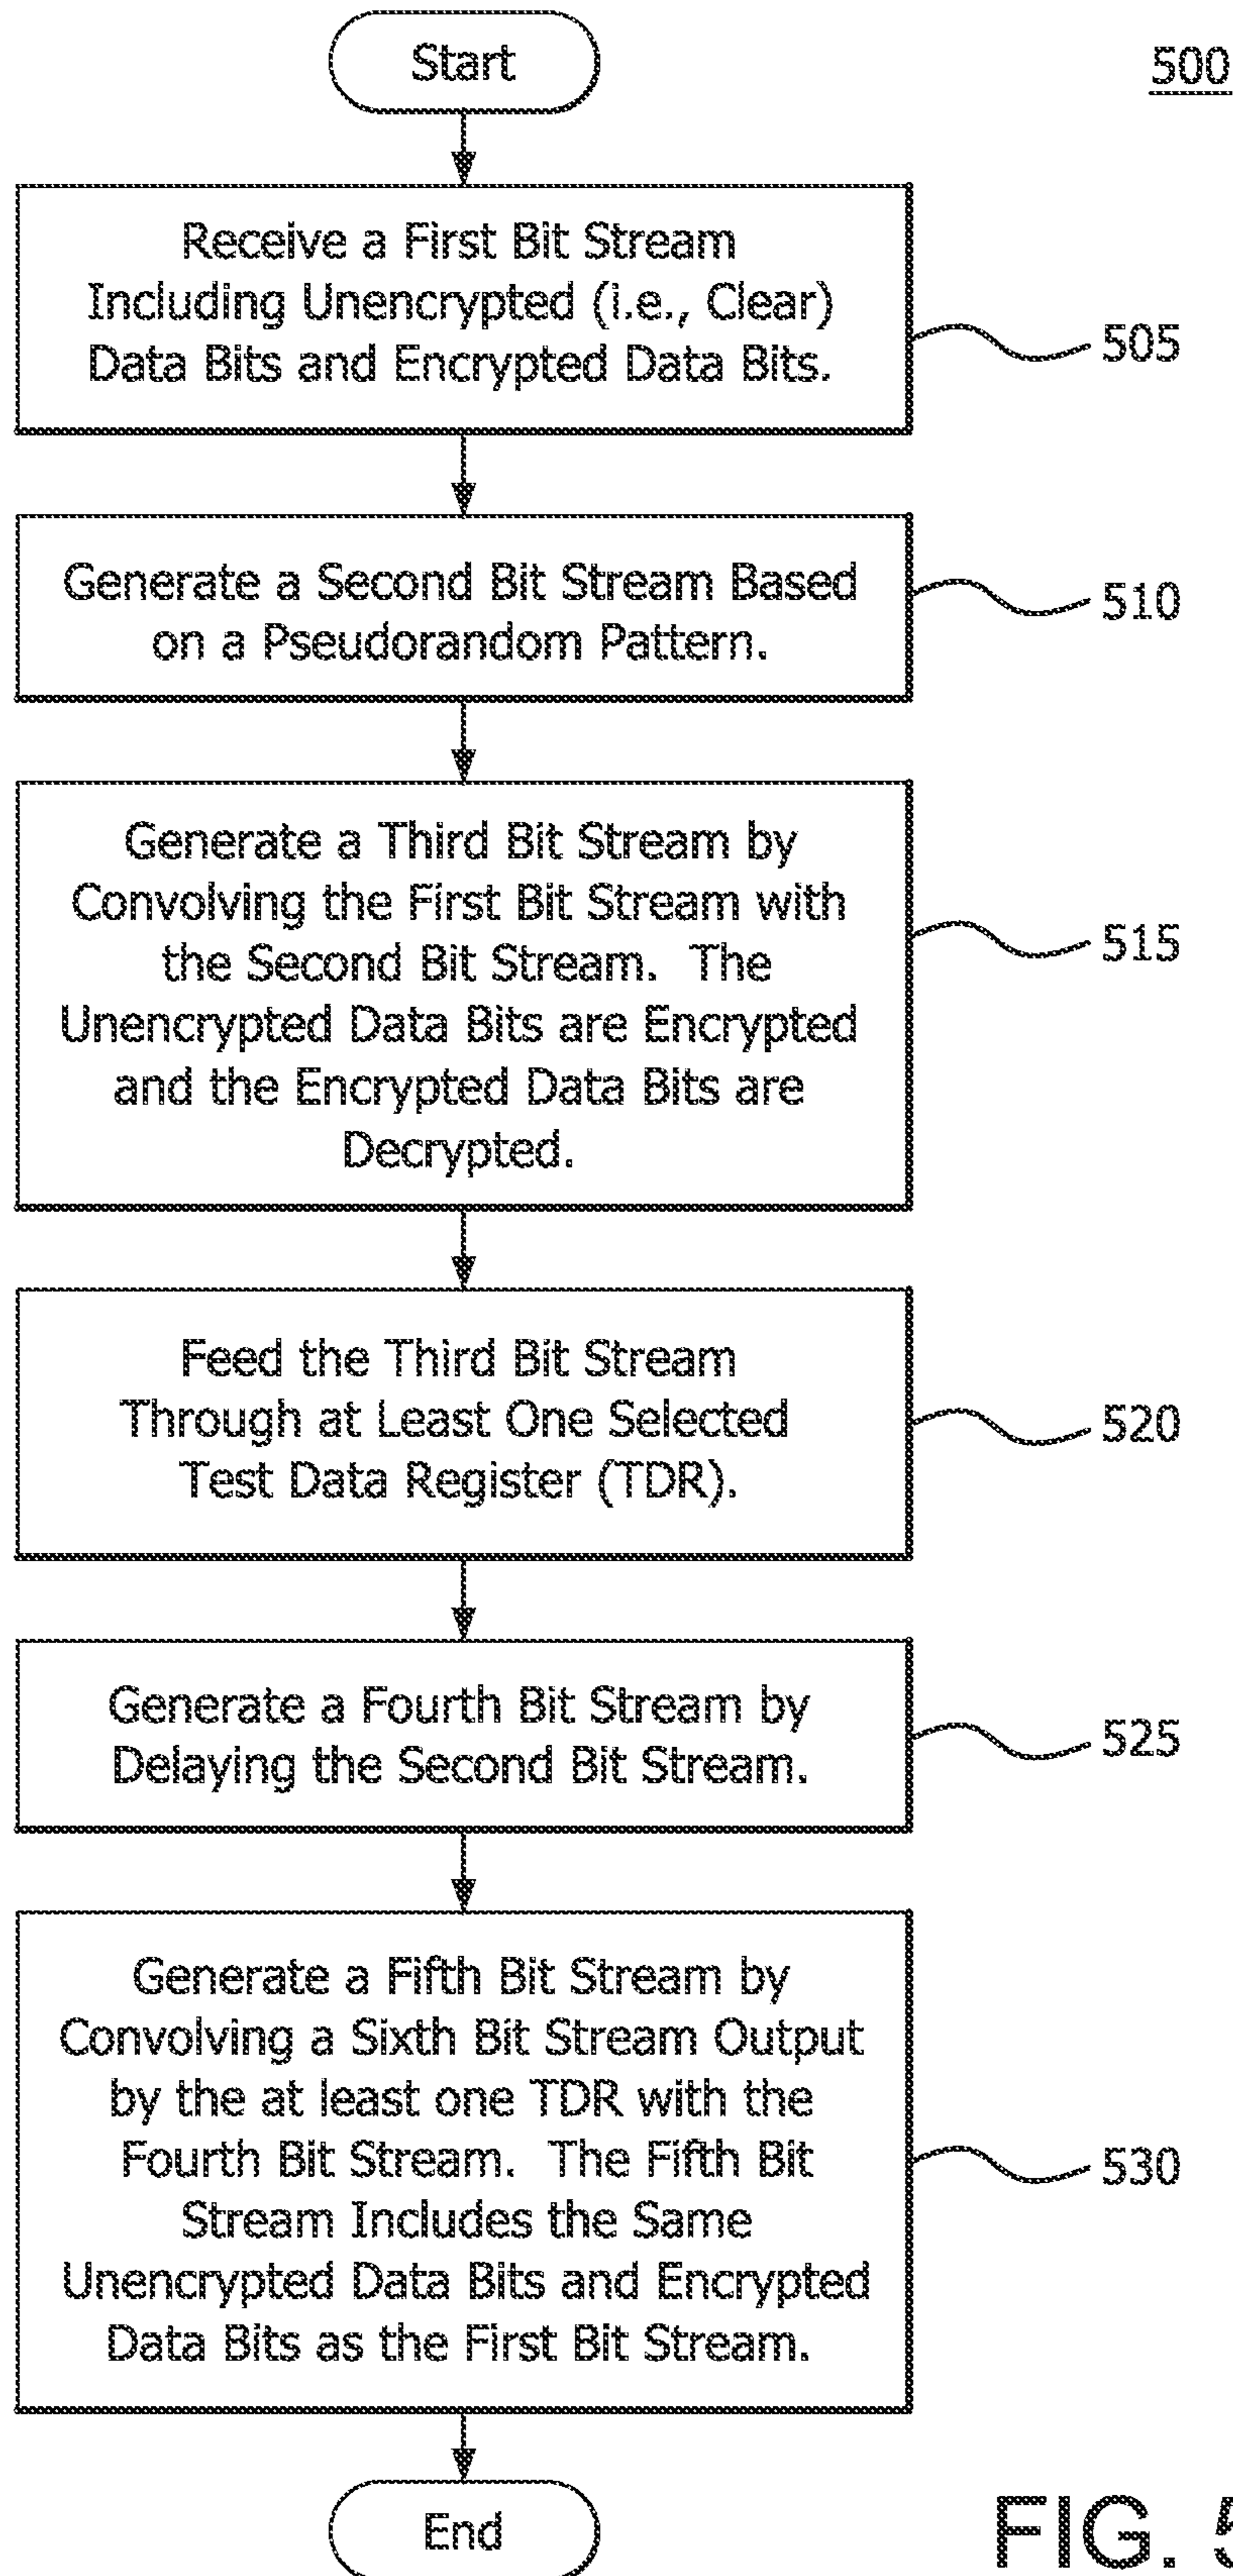 Start
500
Receive a First Bit Stream
Including Unencrypted (i.e., Clear)
Data Bits and Encrypted Data Bits.
505
Generate a Second Bit Stream Based
on a Pseudorandom Pattern.
510
Generate a Third Bit Stream by
Convolving the First Bit Stream with
the Second Bit Stream. The
Unencrypted Data Bits are Encrypted
and the Encrypted Data Bits are
Decrypted.
515
Feed the Third Bit Stream
Through at Least One Selected
Test Data Register (TDR).
520
Generate a Fourth Bit Stream by
Delaying the Second Bit Stream.
525
Generate a Fifth Bit Stream by
Convolving a Sixth Bit Stream Output
by the at least one TDR with the
Fourth Bit Stream. The Fifth Bit
Stream Includes the Same
Unencrypted Data Bits and Encrypted
Data Bits as the First Bit Stream.
530
End
FIG. 5